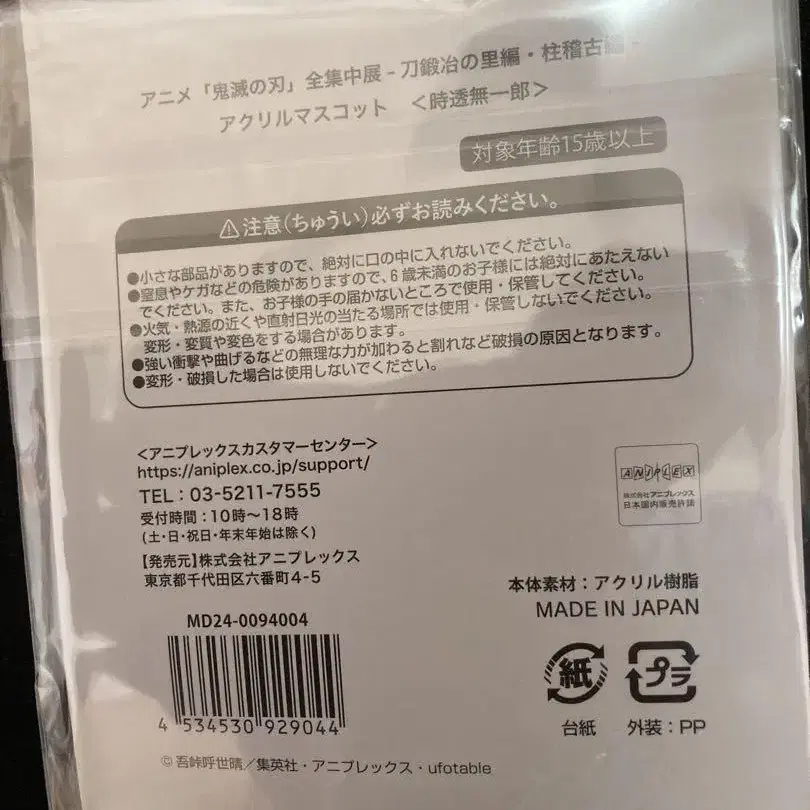 アニメ「鬼滅の刃」全集中展 - 刀鍛冶の里編・柱稽古編 -
アクリルマスコット ＜時透無一郎＞
対象年齢15歳以上
⚠注意(ちゅうい)必ずお読みください。
●小さな部品がありますので、絶対に口の中に入れないでください。
●窒息やケガなどの危険がありますので、6歳未満のお子様には絶対にあたえない
でください。また、お子様の手の届かないところで使用・保管してください。
●火気・熱源の近くや直射日光の当たる場所では使用・保管しないでください。
変形・変質や変色をする場合があります。
●強い衝撃や曲げるなどの無理な力が加わると割れなど破損の原因となります。
●変形・破損した場合は使用しないでください。
＜アニプレックスカスタマーセンター＞
https://aniplex.co.jp/support/
TEL：03-5211-7555
受付時間：10時～18時
(土・日・祝日・年末年始は除く)
【発売元】株式会社アニプレックス
東京都千代田区六番町4-5
ANIPLEX
株式会社アニプレックス
日本国内販売許諾
本体素材：アクリル樹脂
MADE IN JAPAN
MD24-0094004
4 534530 929044
紙
プラ
台紙
外装：PP
©吾峠呼世晴／集英社・アニプレックス・ufotable